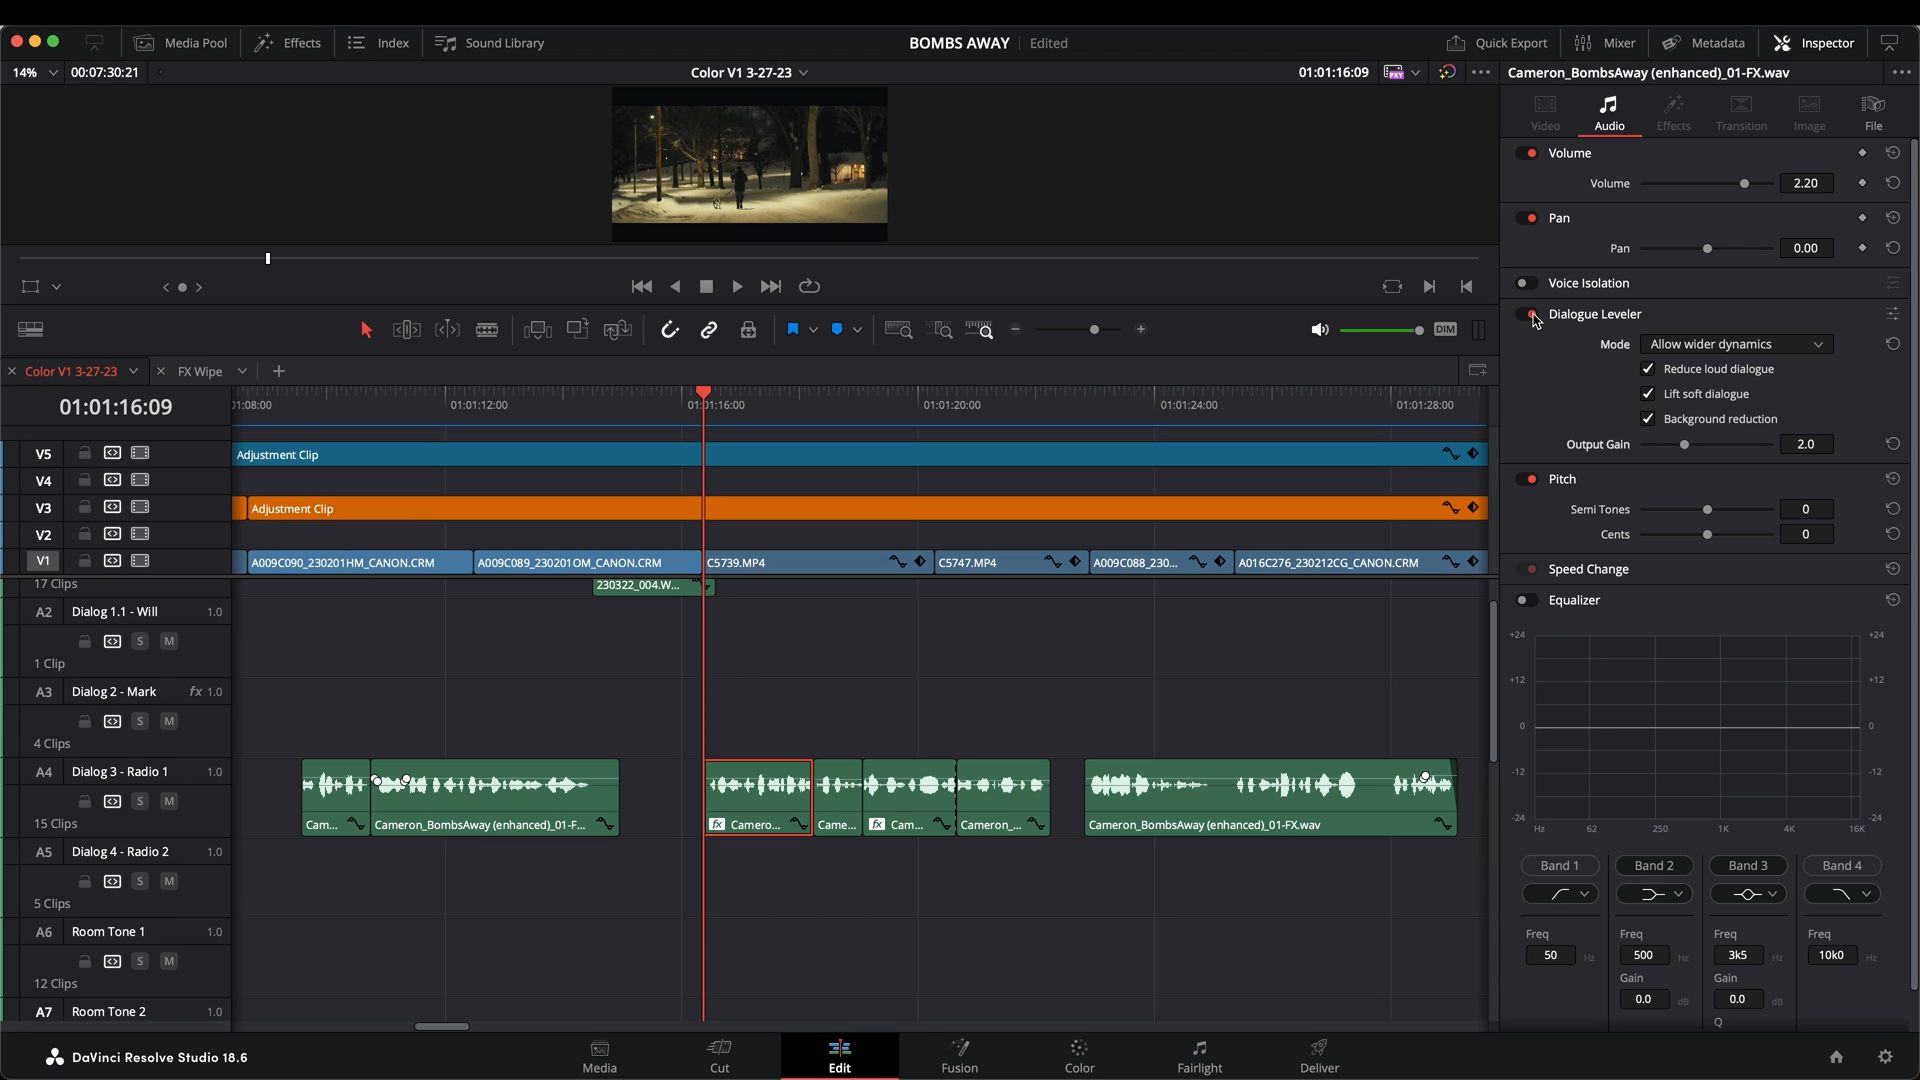 Media Pool Effects Index Sound Library BOMBS AWAY Edited Quick Export Mixer Metadata Inspector
14% 00:07:30:21 Color V1 3-27-23 01:01:16:09 PXY Cameron_BombsAway (enhanced)_01-FX.wav
Video Audio Effects Transition Image File
Volume
Volume 2.20
Pan
Pan 0.00
Voice Isolation
Dialogue Leveler
Mode Allow wider dynamics
Reduce loud dialogue
Lift soft dialogue
Background reduction
Output Gain 2.0
Pitch
Semi Tones 0
Cents 0
Speed Change
Equalizer
+24 +24
+12 +12
0 0
-12 -12
-24 -24
Hz 62 250 1K 4K 16K
Band 1 Band 2 Band 3 Band 4
Freq Freq Freq Freq
50 Hz 500 Hz 3k5 Hz 10k0 Hz
Gain Gain
0.0 dB 0.0 dB
Q
DIM
Color V1 3-27-23 FX Wipe
01:01:16:09 01:08:00 01:01:12:00 01:01:16:00 01:01:20:00 01:01:24:00 01:01:28:00
V5 Adjustment Clip
V4
V3 Adjustment Clip
V2
V1 A009C090_230201HM_CANON.CRM A009C089_230201OM_CANON.CRM C5739.MP4 C5747.MP4 A009C088_230... A016C276_230212CG_CANON.CRM
17 Clips 230322_004.W...
A2 Dialog 1.1 - Will 1.0
S M
1 Clip
A3 Dialog 2 - Mark fx 1.0
S M
4 Clips
A4 Dialog 3 - Radio 1 1.0
S M
15 Clips Cam... Cameron_BombsAway (enhanced)_01-F... fx Camero... Came... fx Cam... Cameron_... Cameron_BombsAway (enhanced)_01-FX.wav
A5 Dialog 4 - Radio 2 1.0
S M
5 Clips
A6 Room Tone 1 1.0
S M
12 Clips
A7 Room Tone 2 1.0
DaVinci Resolve Studio 18.6 Media Cut Edit Fusion Color Fairlight Deliver